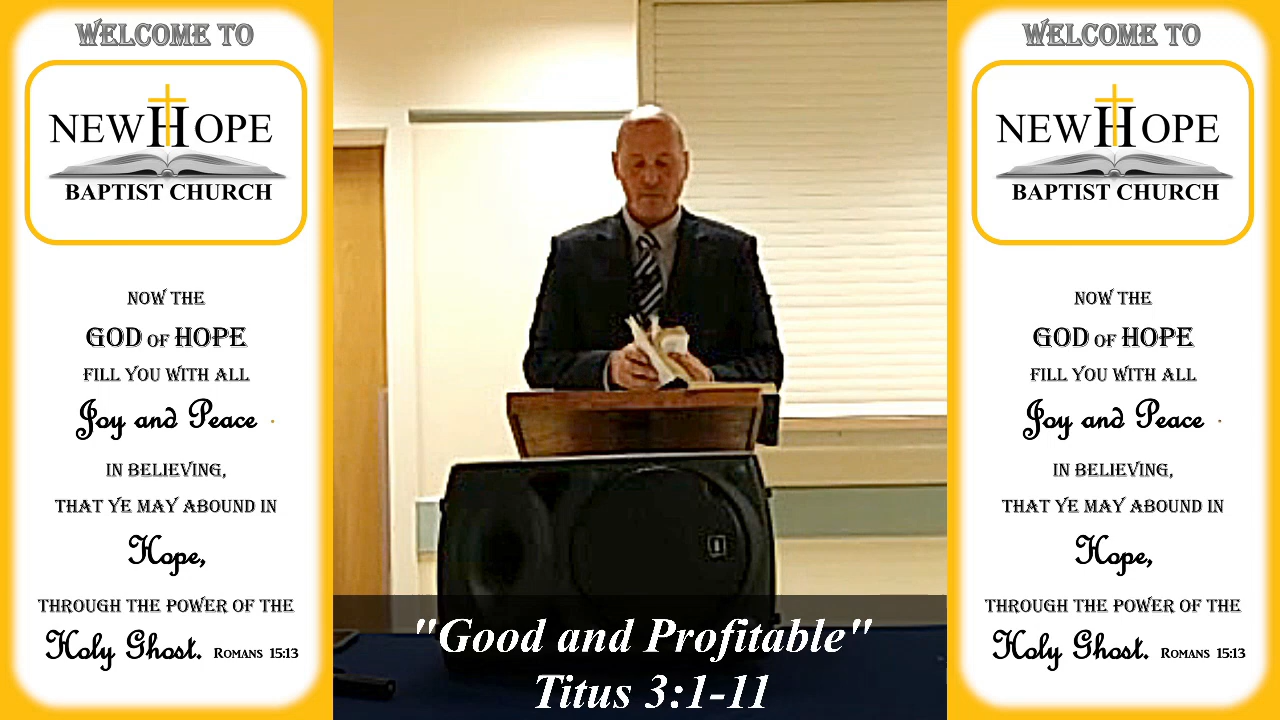 WELCOME TO
NEW HOPE
BAPTIST CHURCH
NOW THE
GOD OF HOPE
FILL YOU WITH ALL
Joy and Peace
IN BELIEVING,
THAT YE MAY ABOUND IN
Hope,
THROUGH THE POWER OF THE
Holy Ghost. ROMANS 15:13
"Good and Profitable"
Titus 3:1-11
WELCOME TO
NEW HOPE
BAPTIST CHURCH
NOW THE
GOD OF HOPE
FILL YOU WITH ALL
Joy and Peace
IN BELIEVING,
THAT YE MAY ABOUND IN
Hope,
THROUGH THE POWER OF THE
Holy Ghost. ROMANS 15:13